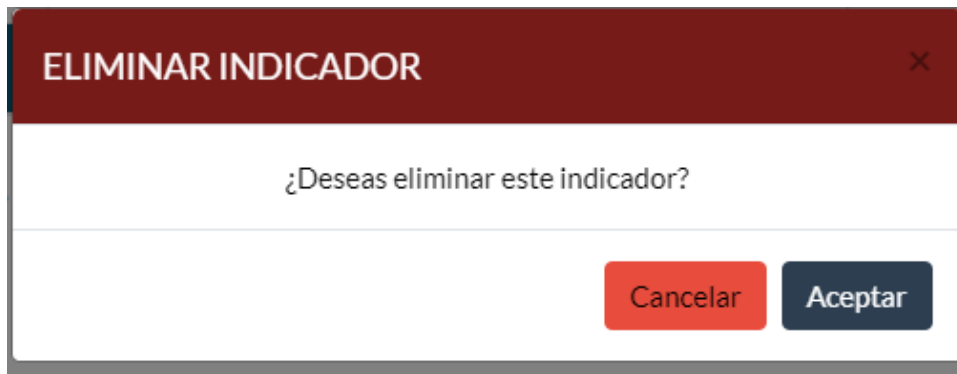 ELIMINAR INDICADOR ×
¿Deseas eliminar este indicador?
Cancelar Aceptar